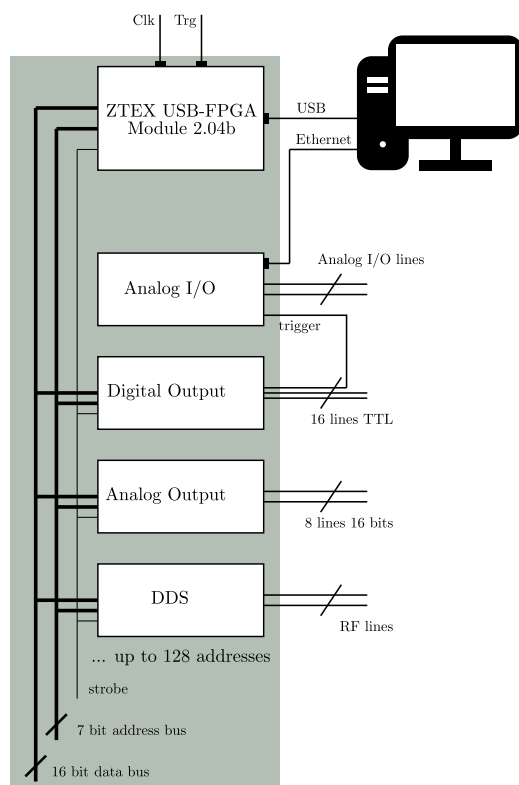 Clk Trg
ZTEX USB-FPGA
Module 2.04b
USB
Ethernet
Analog I/O lines
Analog I/O
trigger
Digital Output
16 lines TTL
Analog Output
8 lines 16 bits
DDS
RF lines
... up to 128 addresses
strobe
7 bit address bus
16 bit data bus